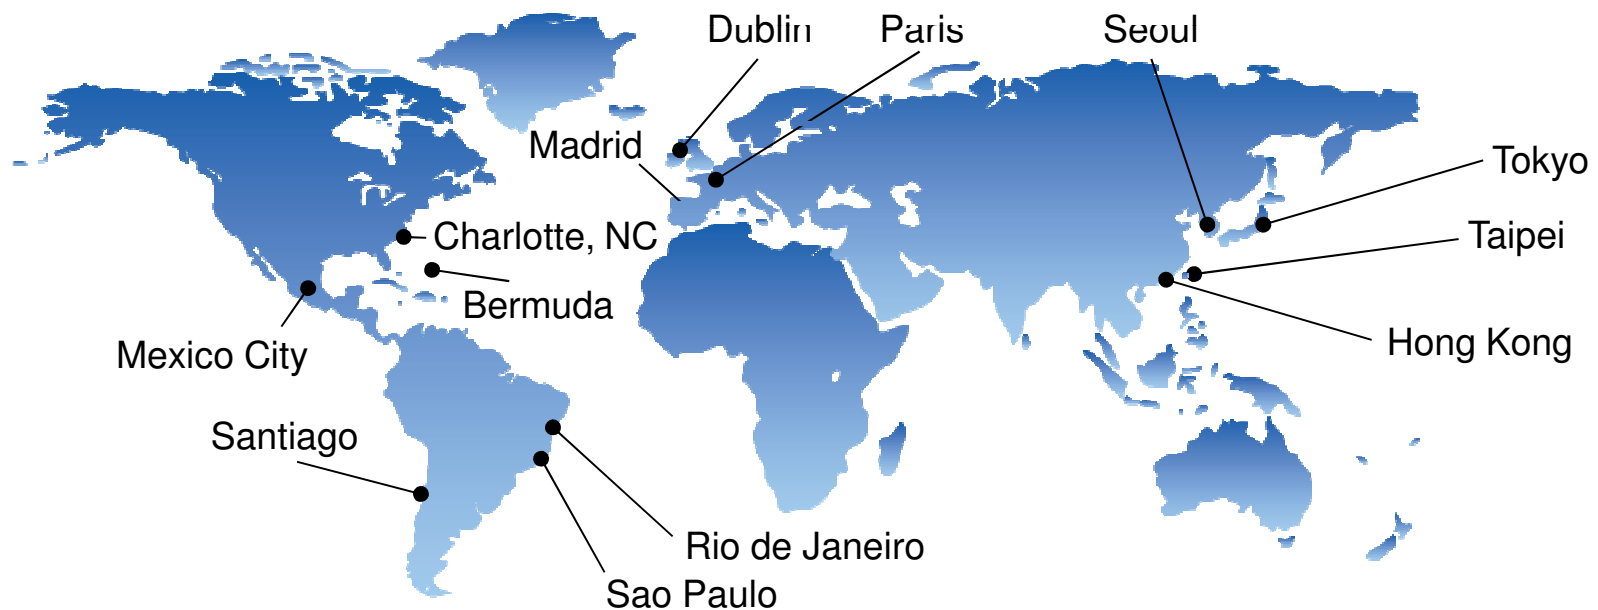 Dublin
Paris
Seoul
Madrid
Tokyo
Charlotte, NC
Taipei
Bermuda
Mexico City
Hong Kong
Santiago
Rio de Janeiro
Sao Paulo